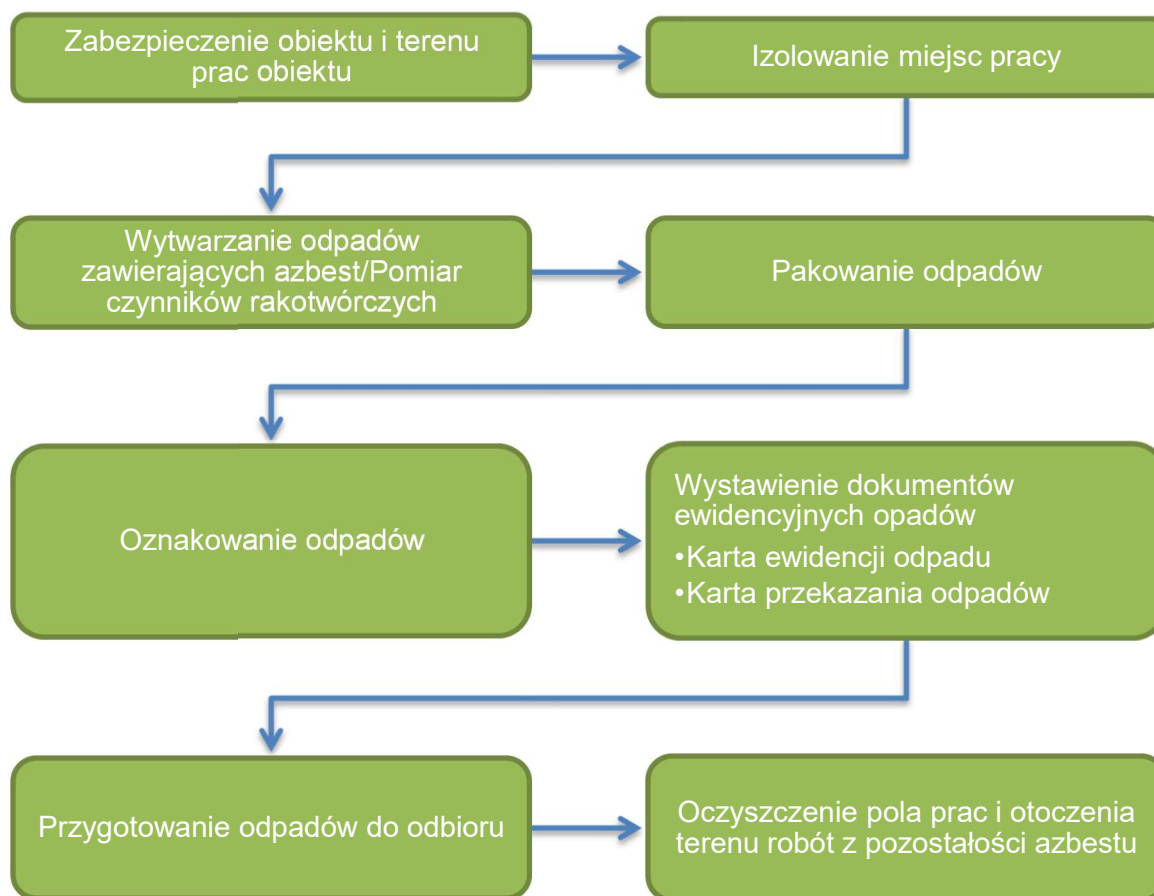 Zabezpieczenie obiektu i terenu
prac obiektu
Izolowanie miejsc pracy
Wytwarzanie odpadów
zawierających azbest/Pomiar
czynników rakotwórczych
Pakowanie odpadów
Oznakowanie odpadów
Wystawienie dokumentów
ewidencyjnych opadów
•Karta ewidencji odpadu
•Karta przekazania odpadów
Przygotowanie odpadów do odbioru
Oczyszczenie pola prac i otoczenia
terenu robót z pozostałości azbestu